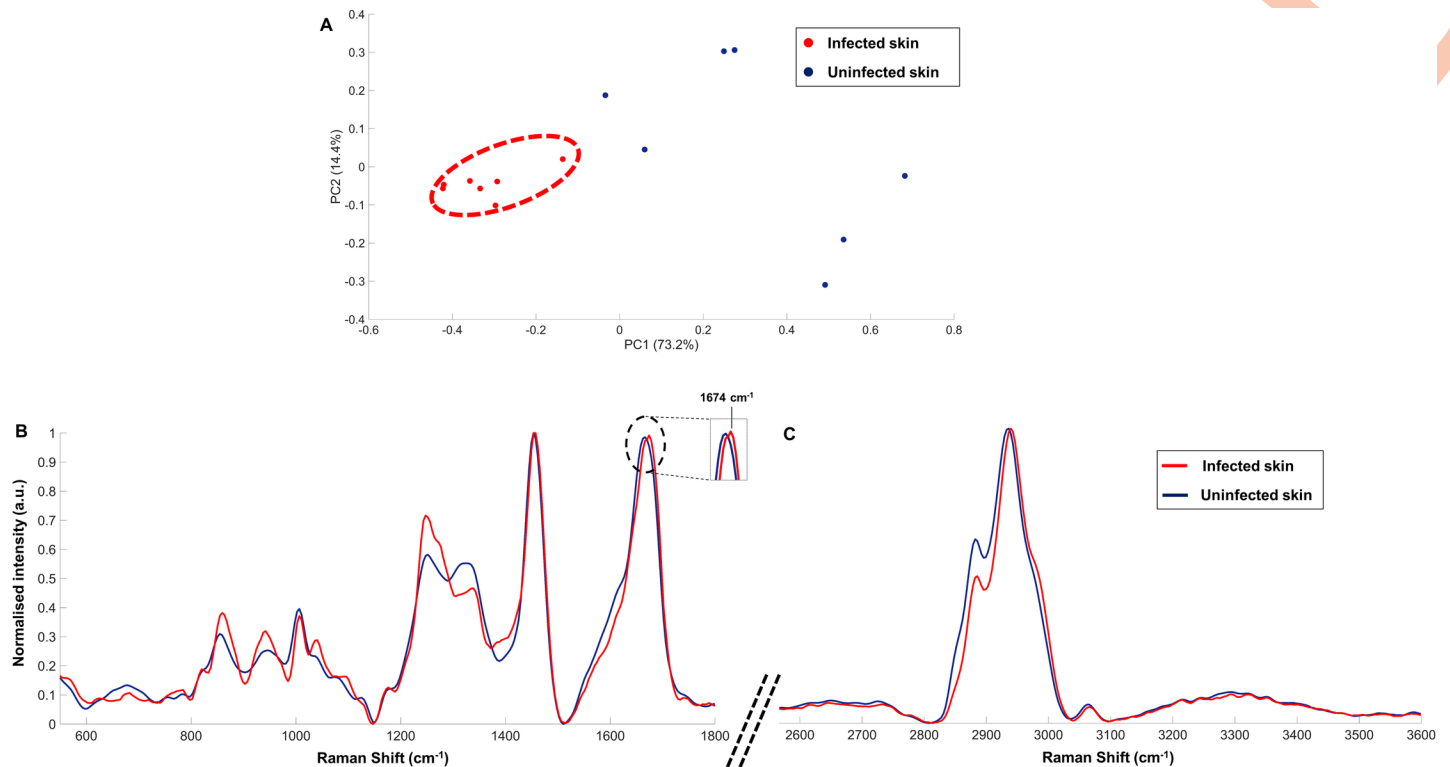 A
0.4
0.3
0.2
0.1
0
-0.1
-0.2
-0.3
-0.4
PC2 (14.4%)
-0.6 -0.4 -0.2 0 0.2 0.4 0.6 0.8
PC1 (73.2%)
Infected skin
Uninfected skin
B
1
0.9
0.8
0.7
0.6
0.5
0.4
0.3
0.2
0.1
0
Normalised intensity (a.u.)
600 800 1000 1200 1400 1600 1800
Raman Shift (cm⁻¹)
1674 cm⁻¹
C
Infected skin
Uninfected skin
2600 2700 2800 2900 3000 3100 3200 3300 3400 3500 3600
Raman Shift (cm⁻¹)